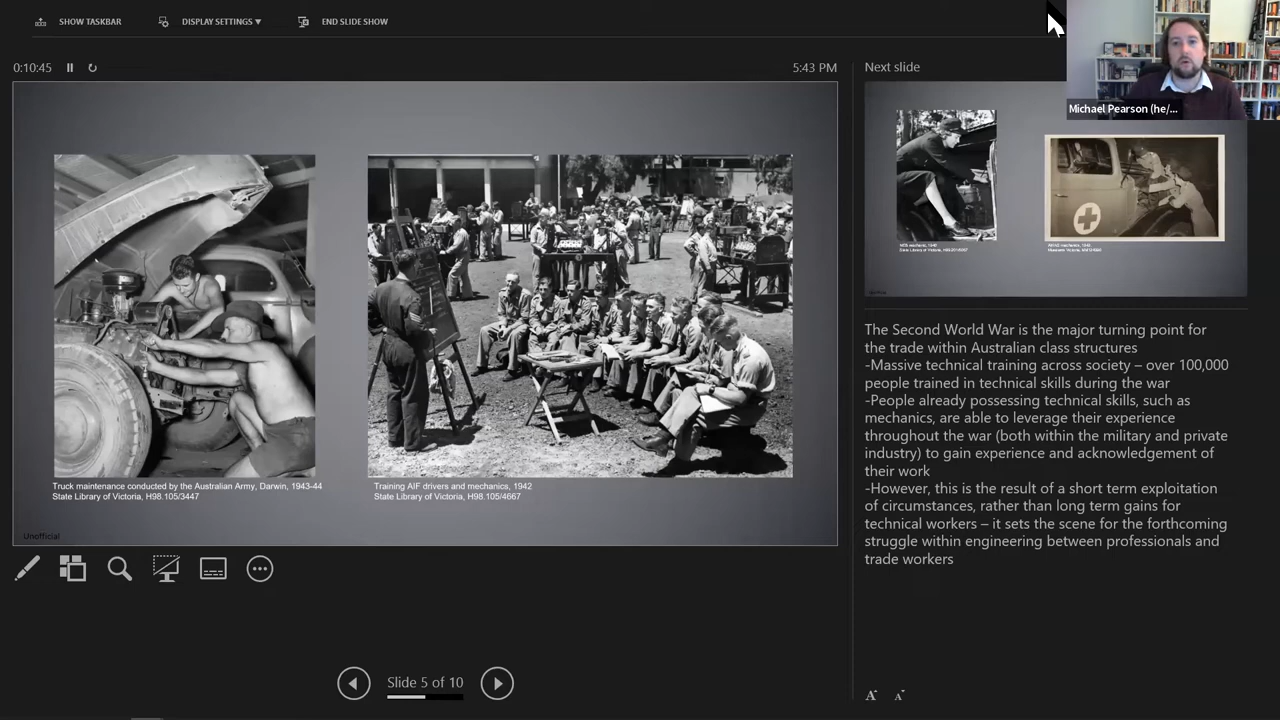 SHOW TASKBAR
DISPLAY SETTINGS
END SLIDE SHOW
0:10:45
5:43 PM
Next slide
Michael Pearson (he/...
Truck maintenance conducted by the Australian Army, Darwin, 1943-44
State Library of Victoria, H98.105/3447
Training AIF drivers and mechanics, 1942
State Library of Victoria, H98.105/4667
Unofficial
The Second World War is the major turning point for
the trade within Australian class structures
-Massive technical training across society – over 100,000
people trained in technical skills during the war
-People already possessing technical skills, such as
mechanics, are able to leverage their experience
throughout the war (both within the military and private
industry) to gain experience and acknowledgement of
their work
-However, this is the result of a short term exploitation
of circumstances, rather than long term gains for
technical workers – it sets the scene for the forthcoming
struggle within engineering between professionals and
trade workers
Slide 5 of 10
A A